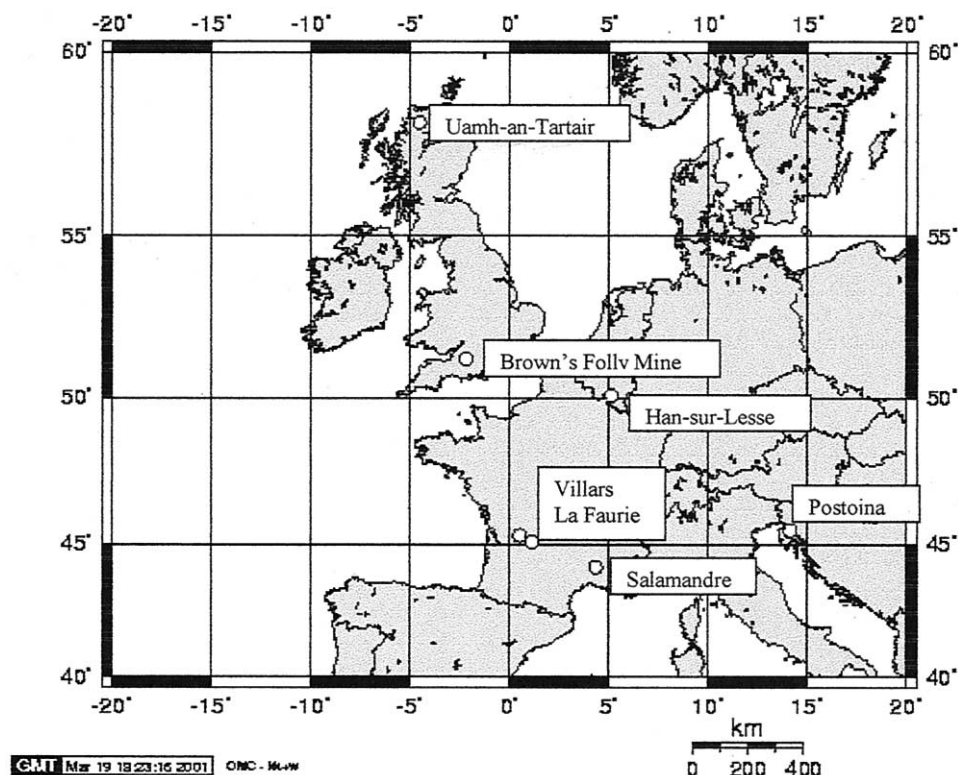 -20° -15° -10° -5° 0° 5° 10° 15° 20°
60° 60°
Uamh-an-Tartair
55° 55°
Brown's Folly Mine
50° 50°
Han-sur-Lesse
Villars
La Faurie
Postoina
45° 45°
Salamandre
40° 40°
-20° -15° -10° -5° 0° 5° 10° 15° 20°
km
0 200 400
GMT Mar 19 18:23:16 2001